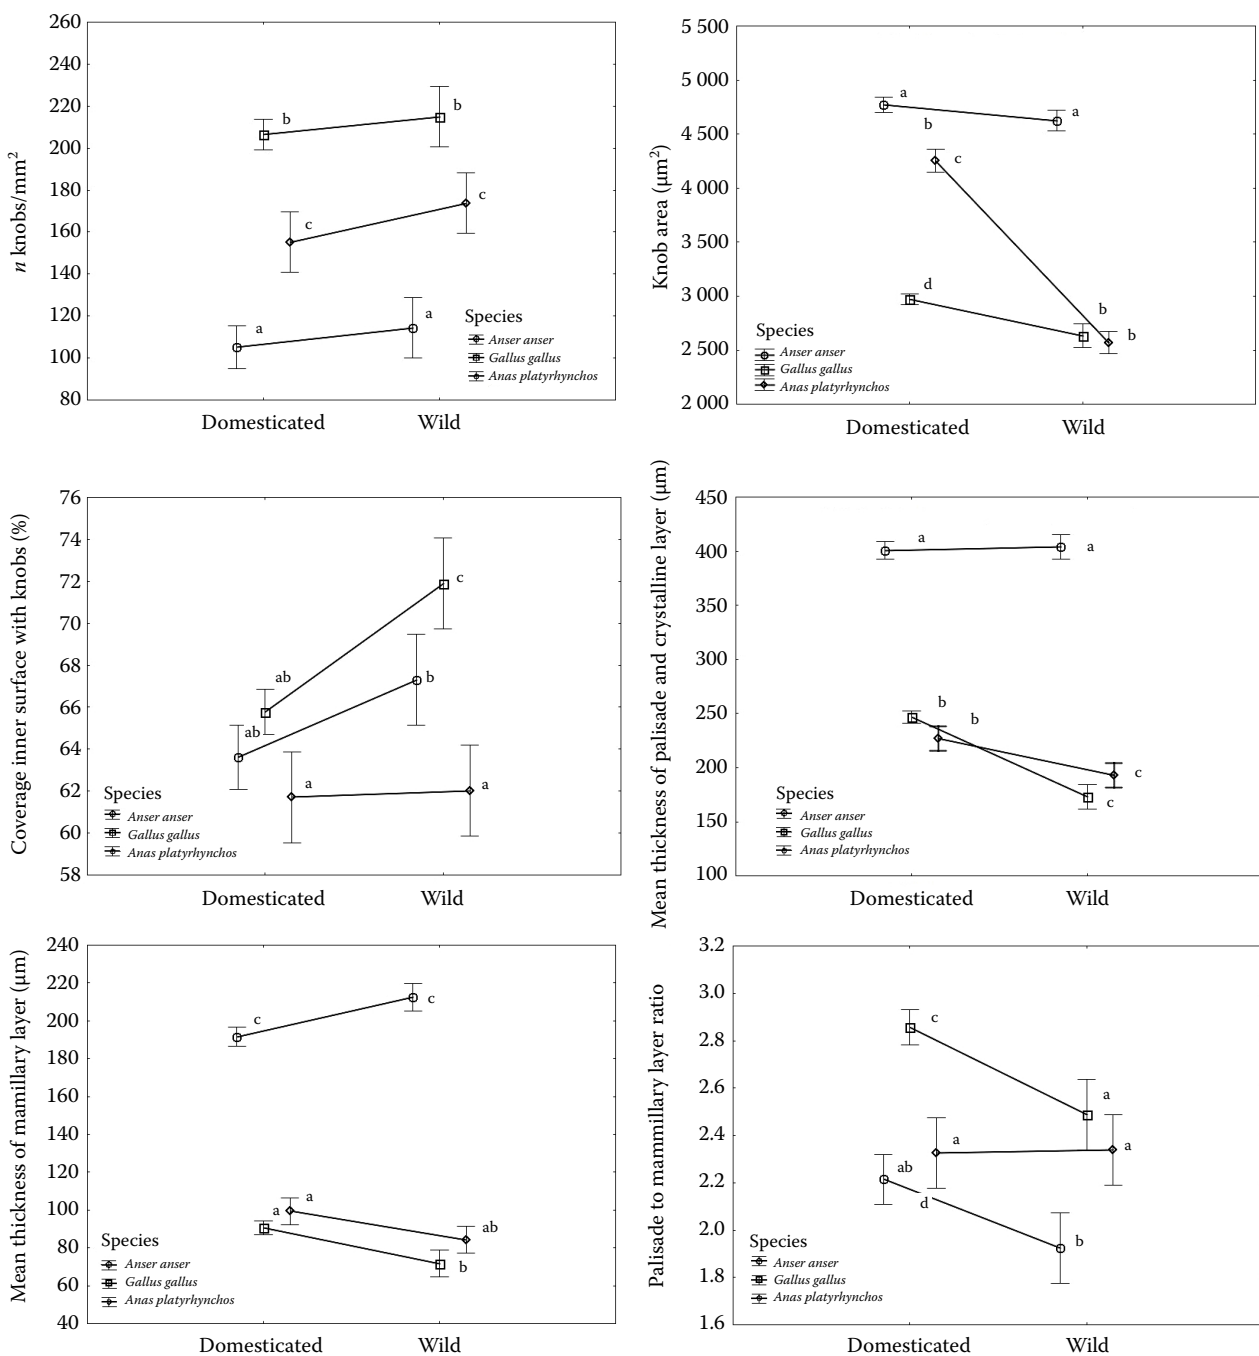 260
240
220
200
180
160
140
120
100
80
n knobs/mm2
b
b
c
c
a
a
Species
Anser anser
Gallus gallus
Anas platyrhynchos
Domesticated Wild
5 500
5 000
4 500
4 000
3 500
3 000
2 500
2 000
Knob area (µm2)
a
a
b
c
d
b
b
Species
Anser anser
Gallus gallus
Anas platyrhynchos
Domesticated Wild
76
74
72
70
68
66
64
62
60
58
Coverage inner surface with knobs (%)
c
ab
b
ab
a
a
Species
Anser anser
Gallus gallus
Anas platyrhynchos
Domesticated Wild
450
400
350
300
250
200
150
100
Mean thickness of palisade and crystalline layer (µm)
a
a
b
b
c
c
Species
Anser anser
Gallus gallus
Anas platyrhynchos
Domesticated Wild
240
220
200
180
160
140
120
100
80
60
40
Mean thickness of mamillary layer (µm)
c
c
a
a
ab
b
Species
Anser anser
Gallus gallus
Anas platyrhynchos
Domesticated Wild
3.2
3.0
2.8
2.6
2.4
2.2
2.0
1.8
1.6
Palisade to mammillary layer ratio
c
a
a
a
ab
d
b
Species
Anser anser
Gallus gallus
Anas platyrhynchos
Domesticated Wild